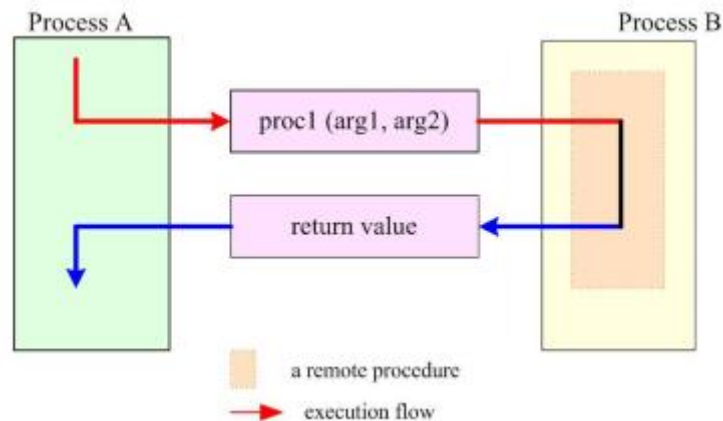 Process A
Process B
proc1 (arg1, arg2)
return value
a remote procedure
execution flow